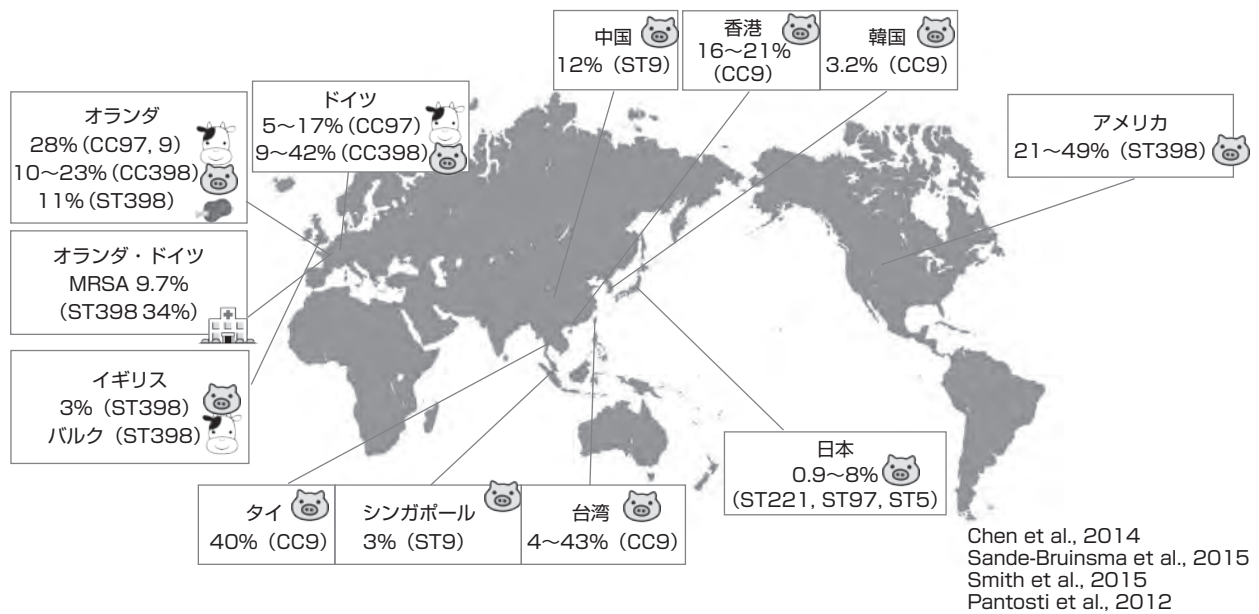 中国
12%（ST9）
香港
16〜21%
（CC9）
韓国
3.2%（CC9）
オランダ
28%（CC97, 9）
10〜23%（CC398）
11%（ST398）
ドイツ
5〜17%（CC97）
9〜42%（CC398）
アメリカ
21〜49%（ST398）
オランダ・ドイツ
MRSA 9.7%
（ST398 34%）
イギリス
3%（ST398）
バルク（ST398）
日本
0.9〜8%
（ST221, ST97, ST5）
タイ
40%（CC9）
シンガポール
3%（ST9）
台湾
4〜43%（CC9）
Chen et al., 2014
Sande-Bruinsma et al., 2015
Smith et al., 2015
Pantosti et al., 2012